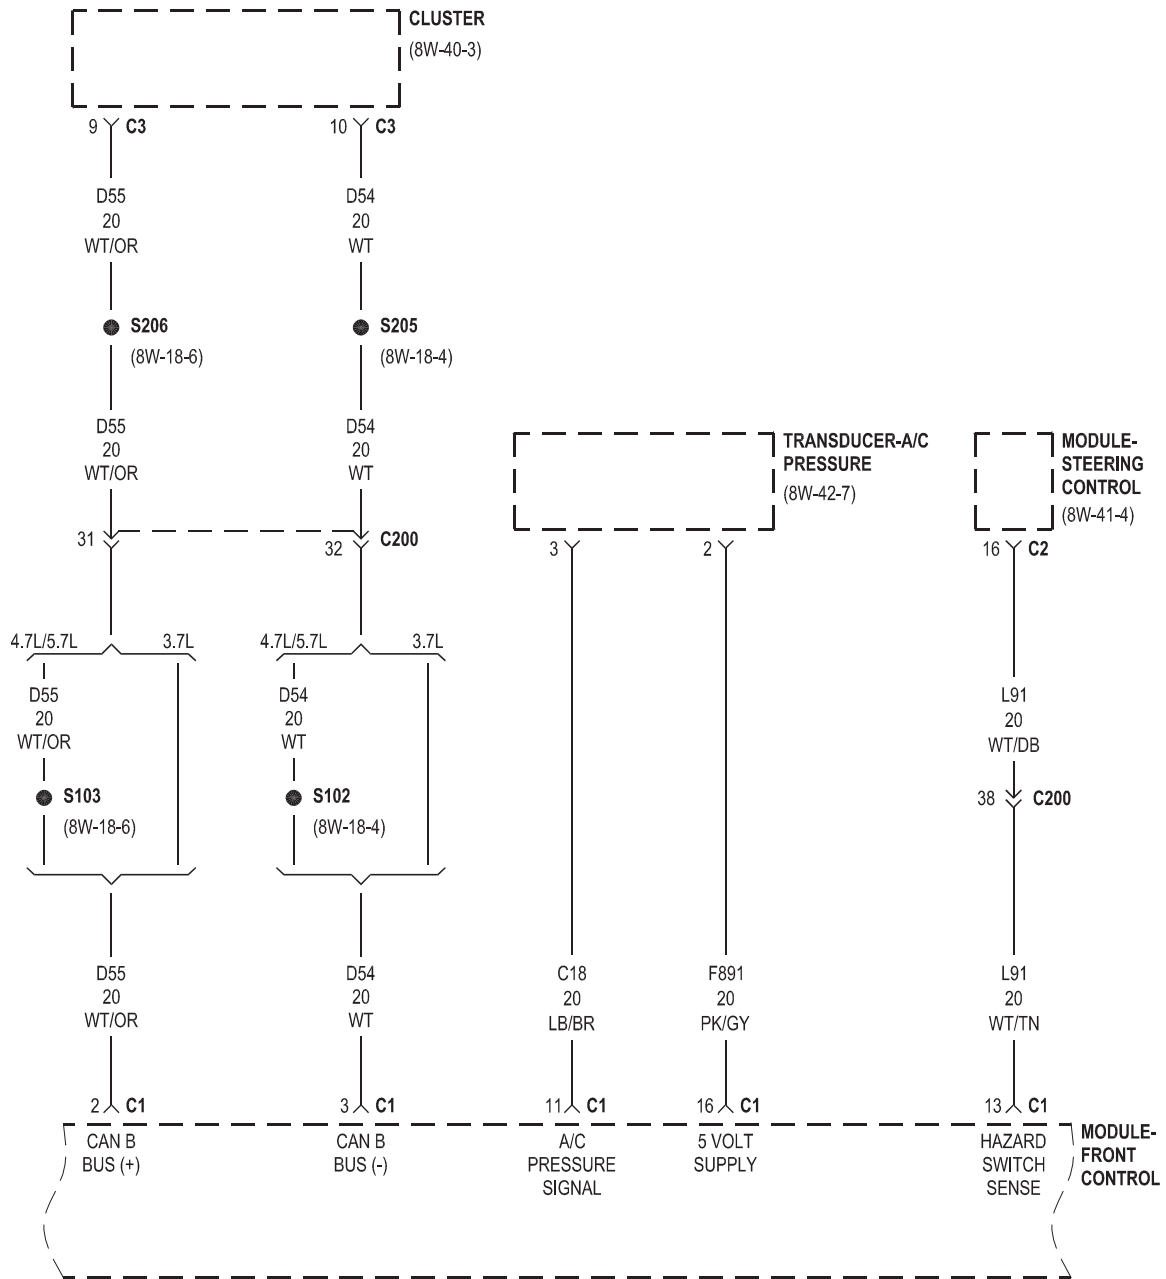 CLUSTER
(8W-40-3)
9 C3
10 C3
D55
20
WT/OR
D54
20
WT
S206
(8W-18-6)
S205
(8W-18-4)
D55
20
WT/OR
D54
20
WT
31
32
C200
TRANSDUCER-A/C
PRESSURE
(8W-42-7)
3
2
MODULE-
STEERING
CONTROL
(8W-41-4)
16 C2
4.7L/5.7L
3.7L
4.7L/5.7L
3.7L
D55
20
WT/OR
D54
20
WT
L91
20
WT/DB
S103
(8W-18-6)
S102
(8W-18-4)
38
C200
D55
20
WT/OR
D54
20
WT
C18
20
LB/BR
F891
20
PK/GY
L91
20
WT/TN
2 C1
3 C1
11 C1
16 C1
13 C1
CAN B
BUS (+)
CAN B
BUS (-)
A/C
PRESSURE
SIGNAL
5 VOLT
SUPPLY
HAZARD
SWITCH
SENSE
MODULE-
FRONT
CONTROL